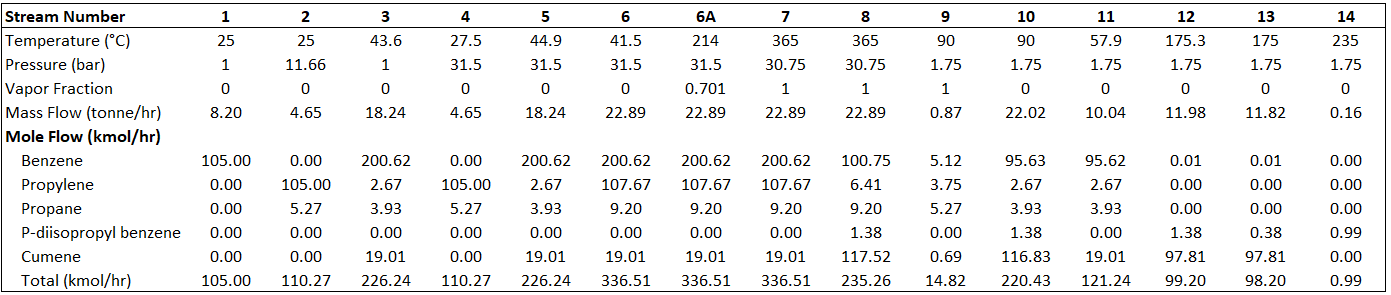 Stream Number 1 2 3 4 5 6 6A 7 8 9 10 11 12 13 14
Temperature (°C) 25 25 43.6 27.5 44.9 41.5 214 365 365 90 90 57.9 175.3 175 235
Pressure (bar) 1 11.66 1 31.5 31.5 31.5 31.5 30.75 30.75 1.75 1.75 1.75 1.75 1.75 1.75
Vapor Fraction 0 0 0 0 0 0 0.701 1 1 1 0 0 0 0 0
Mass Flow (tonne/hr) 8.20 4.65 18.24 4.65 18.24 22.89 22.89 22.89 22.89 0.87 22.02 10.04 11.98 11.82 0.16
Mole Flow (kmol/hr)
Benzene 105.00 0.00 200.62 0.00 200.62 200.62 200.62 200.62 100.75 5.12 95.63 95.62 0.01 0.01 0.00
Propylene 0.00 105.00 2.67 105.00 2.67 107.67 107.67 107.67 6.41 3.75 2.67 2.67 0.00 0.00 0.00
Propane 0.00 5.27 3.93 5.27 3.93 9.20 9.20 9.20 9.20 5.27 3.93 3.93 0.00 0.00 0.00
P-diisopropyl benzene 0.00 0.00 0.00 0.00 0.00 0.00 0.00 0.00 1.38 0.00 1.38 0.00 1.38 0.38 0.99
Cumene 0.00 0.00 19.01 0.00 19.01 19.01 19.01 19.01 117.52 0.69 116.83 19.01 97.81 97.81 0.00
Total (kmol/hr) 105.00 110.27 226.24 110.27 226.24 336.51 336.51 336.51 235.26 14.82 220.43 121.24 99.20 98.20 0.99